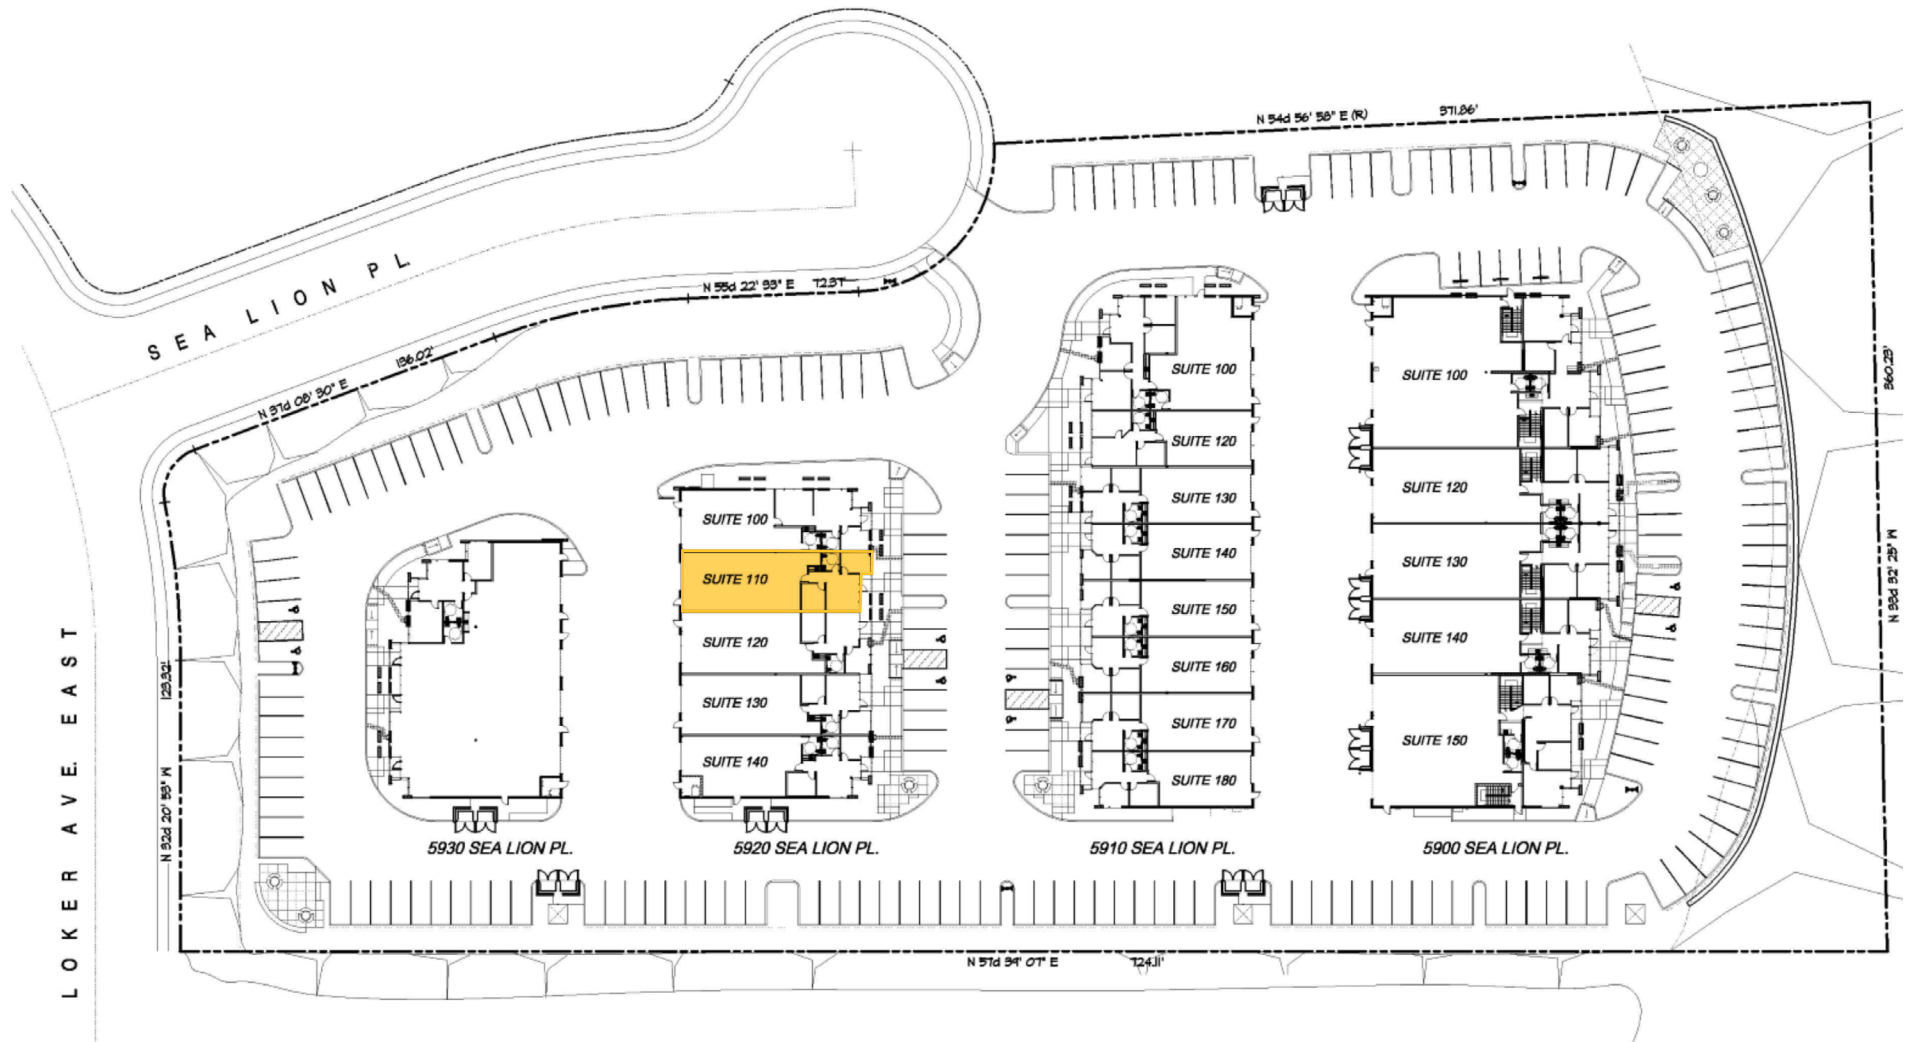 N 54d 56' 58" E (R) 371.86'
SEA LION PL.
N 55d 22' 33" E 72.37'
136.02'
N 37d 08' 30" E
360.23'
N 33d 32' 25" W
LOKER AVE. EAST
123.32'
N 32d 20' 53" W
SUITE 100
SUITE 110
SUITE 120
SUITE 130
SUITE 140
SUITE 100
SUITE 120
SUITE 130
SUITE 140
SUITE 150
SUITE 160
SUITE 170
SUITE 180
SUITE 100
SUITE 120
SUITE 130
SUITE 140
SUITE 150
5930 SEA LION PL.
5920 SEA LION PL.
5910 SEA LION PL.
5900 SEA LION PL.
N 57d 34' 07" E 724.11'